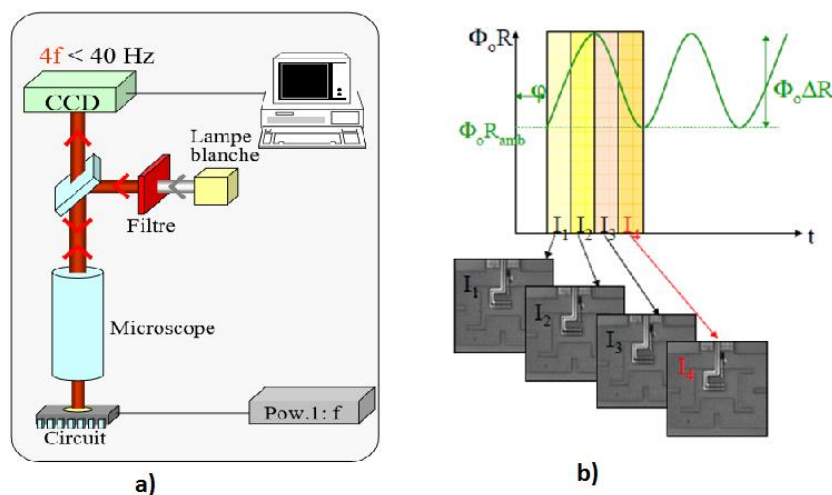 4f < 40 Hz
CCD
Lampe
blanche
Filtre
Microscope
Circuit
Pow.1: f
a)
ΦₒR
φ
ΦₒΔR
ΦₒRamb
I₁ I₂ I₃ I₄
t
I₁
I₂
I₃
I₄
b)